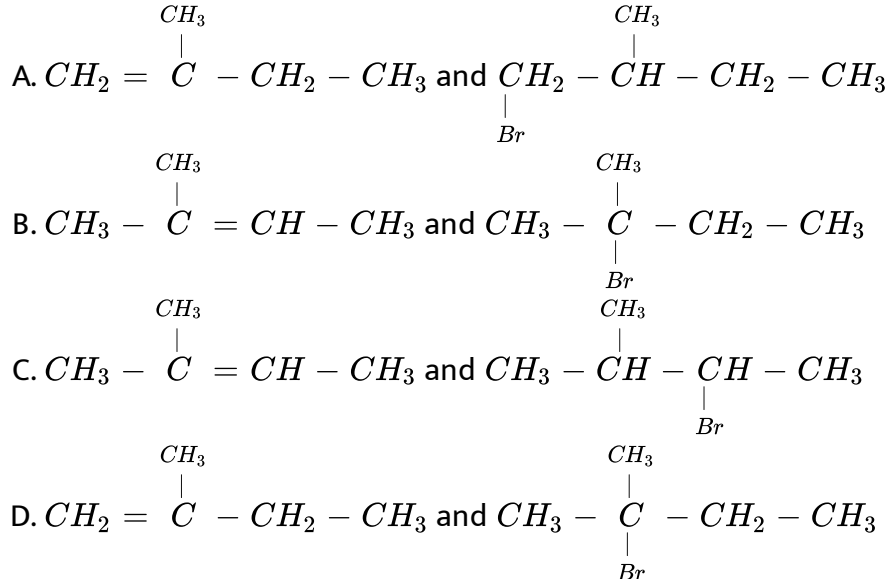 CH₃ CH₃
A. CH₂ = C − CH₂ − CH₃ and CH₂ − CH − CH₂ − CH₃
Br
CH₃ CH₃
B. CH₃ − C = CH − CH₃ and CH₃ − C − CH₂ − CH₃
Br
CH₃ CH₃
C. CH₃ − C = CH − CH₃ and CH₃ − CH − CH − CH₃
Br
CH₃ CH₃
D. CH₂ = C − CH₂ − CH₃ and CH₃ − C − CH₂ − CH₃
Br